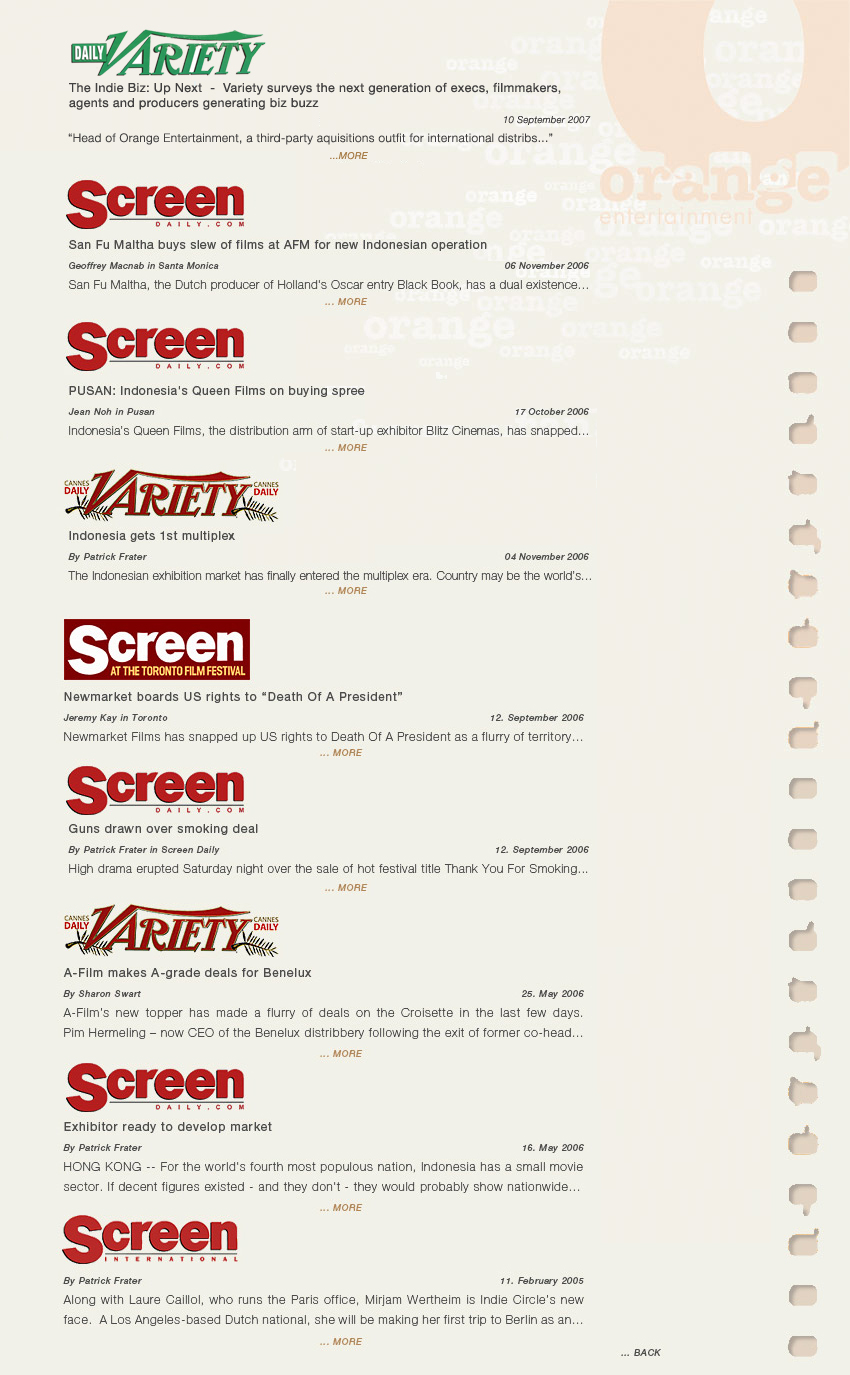 DAILY VARIETY
orange
entertainment
The Indie Biz: Up Next - Variety surveys the next generation of execs, filmmakers,
agents and producers generating biz buzz
10 September 2007
“Head of Orange Entertainment, a third-party aquisitions outfit for international distribs...”
...MORE
Screen
DAILY.COM
San Fu Maltha buys slew of films at AFM for new Indonesian operation
Geoffrey Macnab in Santa Monica 06 November 2006
San Fu Maltha, the Dutch producer of Holland's Oscar entry Black Book, has a dual existence...
... MORE
Screen
DAILY.COM
PUSAN: Indonesia's Queen Films on buying spree
Jean Noh in Pusan 17 October 2006
Indonesia's Queen Films, the distribution arm of start-up exhibitor Blitz Cinemas, has snapped...
... MORE
CANNES DAILY VARIETY CANNES DAILY
Indonesia gets 1st multiplex
By Patrick Frater 04 November 2006
The Indonesian exhibition market has finally entered the multiplex era. Country may be the world's...
... MORE
Screen
AT THE TORONTO FILM FESTIVAL
Newmarket boards US rights to “Death Of A President”
Jeremy Kay in Toronto 12. September 2006
Newmarket Films has snapped up US rights to Death Of A President as a flurry of territory...
... MORE
Screen
DAILY.COM
Guns drawn over smoking deal
By Patrick Frater in Screen Daily 12. September 2006
High drama erupted Saturday night over the sale of hot festival title Thank You For Smoking...
... MORE
CANNES DAILY VARIETY CANNES DAILY
A-Film makes A-grade deals for Benelux
By Sharon Swart 25. May 2006
A-Film's new topper has made a flurry of deals on the Croisette in the last few days.
Pim Hermeling – now CEO of the Benelux distribbery following the exit of former co-head...
... MORE
Screen
DAILY.COM
Exhibitor ready to develop market
By Patrick Frater 16. May 2006
HONG KONG -- For the world's fourth most populous nation, Indonesia has a small movie
sector. If decent figures existed - and they don't - they would probably show nationwide...
... MORE
Screen
INTERNATIONAL
By Patrick Frater 11. February 2005
Along with Laure Caillol, who runs the Paris office, Mirjam Wertheim is Indie Circle's new
face. A Los Angeles-based Dutch national, she will be making her first trip to Berlin as an...
... MORE
... BACK